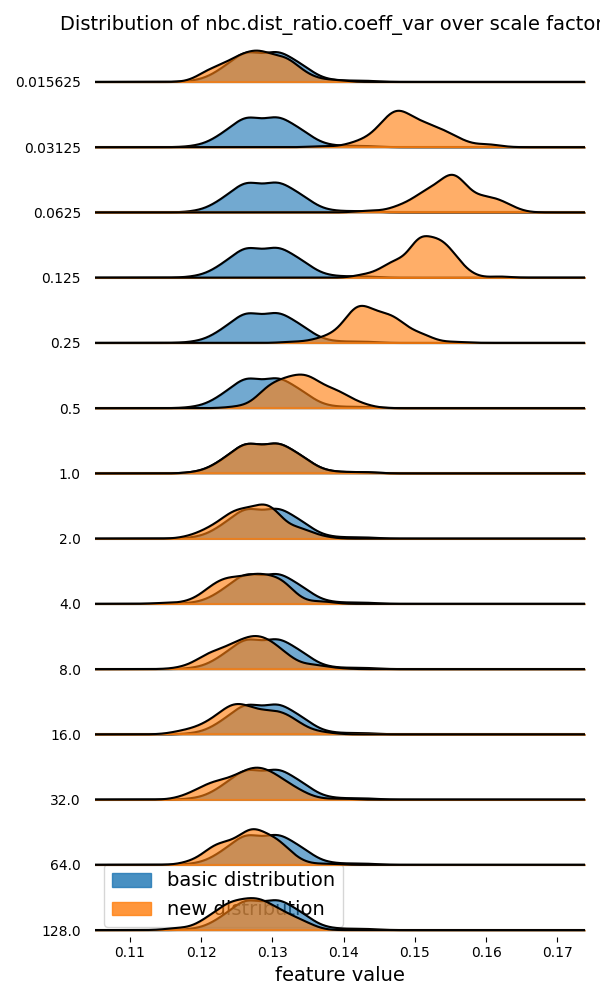 Distribution of nbc.dist_ratio.coeff_var over scale factor
0.015625
0.03125
0.0625
0.125
0.25
0.5
1.0
2.0
4.0
8.0
16.0
32.0
64.0
basic distribution
new distribution
128.0
0.11 0.12 0.13 0.14 0.15 0.16 0.17
feature value